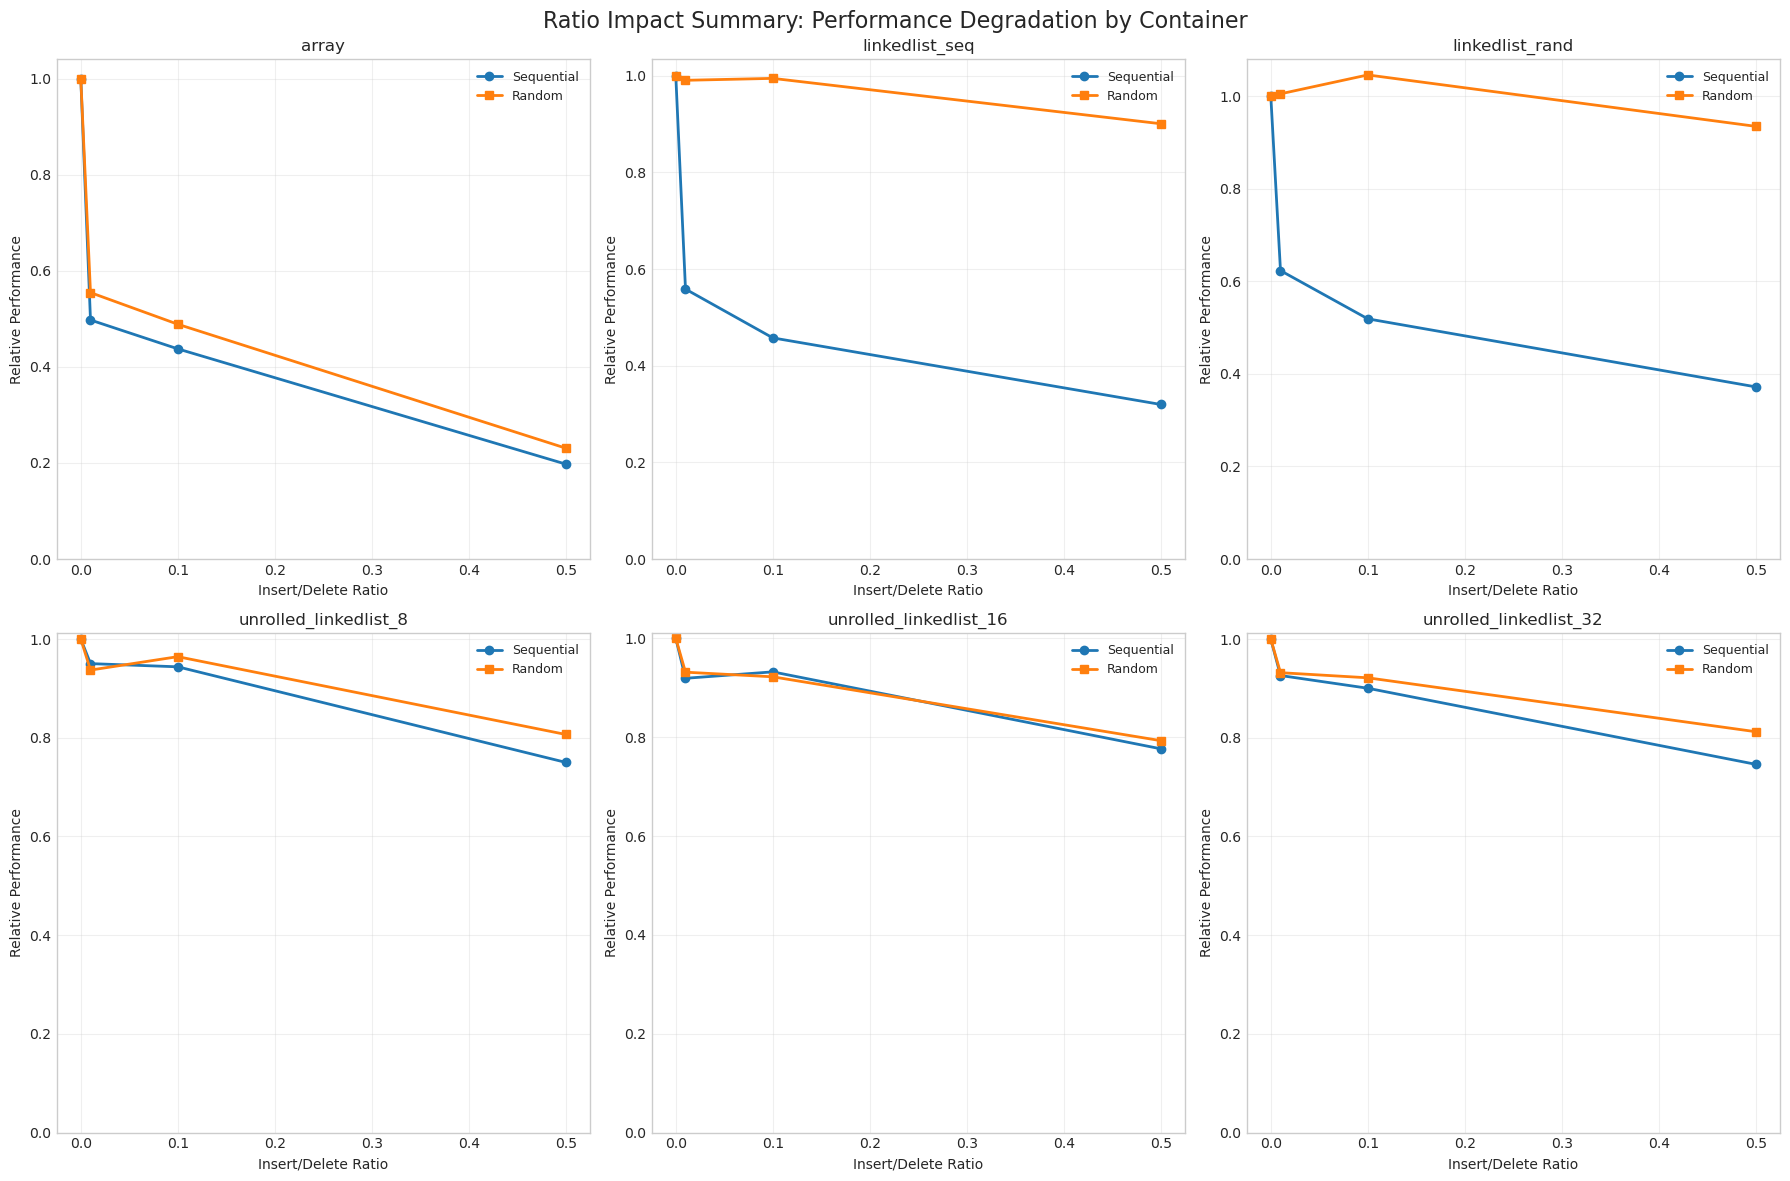 Ratio Impact Summary: Performance Degradation by Container
array
Relative Performance
1.0
0.8
0.6
0.4
0.2
0.0
Sequential
Random
0.0 0.1 0.2 0.3 0.4 0.5
Insert/Delete Ratio
linkedlist_seq
Relative Performance
1.0
0.8
0.6
0.4
0.2
0.0
Sequential
Random
0.0 0.1 0.2 0.3 0.4 0.5
Insert/Delete Ratio
linkedlist_rand
Relative Performance
1.0
0.8
0.6
0.4
0.2
0.0
Sequential
Random
0.0 0.1 0.2 0.3 0.4 0.5
Insert/Delete Ratio
unrolled_linkedlist_8
Relative Performance
1.0
0.8
0.6
0.4
0.2
0.0
Sequential
Random
0.0 0.1 0.2 0.3 0.4 0.5
Insert/Delete Ratio
unrolled_linkedlist_16
Relative Performance
1.0
0.8
0.6
0.4
0.2
0.0
Sequential
Random
0.0 0.1 0.2 0.3 0.4 0.5
Insert/Delete Ratio
unrolled_linkedlist_32
Relative Performance
1.0
0.8
0.6
0.4
0.2
0.0
Sequential
Random
0.0 0.1 0.2 0.3 0.4 0.5
Insert/Delete Ratio